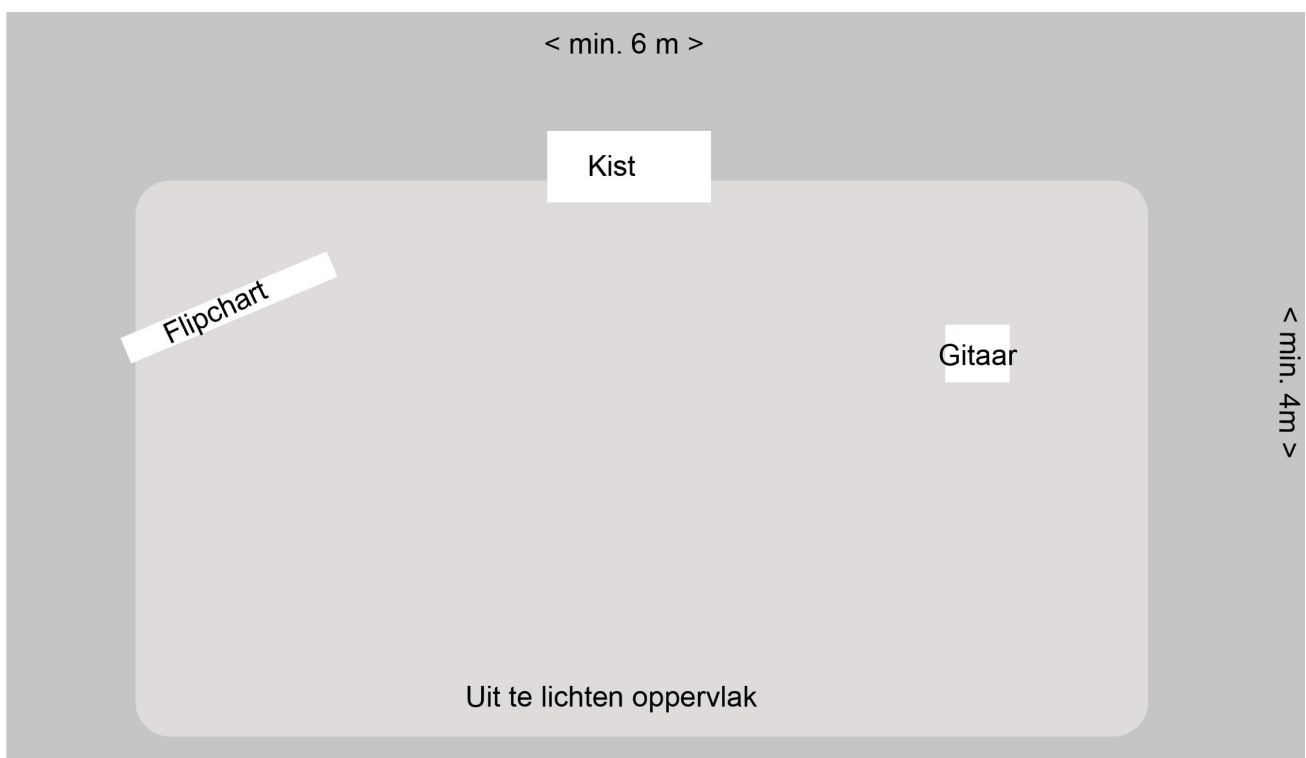 < min. 6 m >
Kist
Flipchart
Gitaar
< min. 4m >
Uit te lichten oppervlak